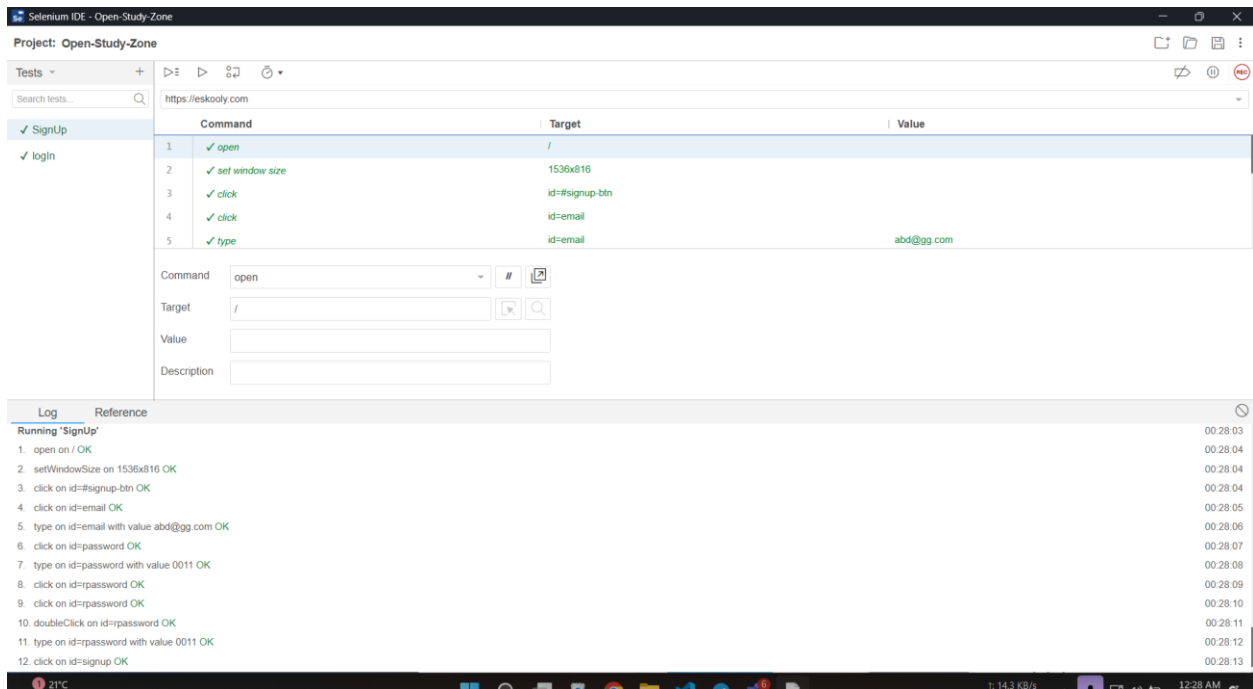 Selenium IDE - Open-Study-Zone
Project: Open-Study-Zone
Tests
Search tests...
https://eskooly.com
✓ SignUp
✓ logIn
Command Target Value
1 ✓ open /
2 ✓ set window size 1536x816
3 ✓ click id=#signup-btn
4 ✓ click id=email
5 ✓ type id=email abd@gg.com
Command open //
Target /
Value
Description
Log Reference
Running 'SignUp' 00:28:03
1. open on / OK 00:28:04
2. setWindowSize on 1536x816 OK 00:28:04
3. click on id=#signup-btn OK 00:28:04
4. click on id=email OK 00:28:05
5. type on id=email with value abd@gg.com OK 00:28:06
6. click on id=password OK 00:28:07
7. type on id=password with value 0011 OK 00:28:08
8. click on id=rpassword OK 00:28:09
9. click on id=rpassword OK 00:28:10
10. doubleClick on id=rpassword OK 00:28:11
11. type on id=rpassword with value 0011 OK 00:28:12
12. click on id=signup OK 00:28:13
1 21°C 6 14.3 KB/s 12:28 AM